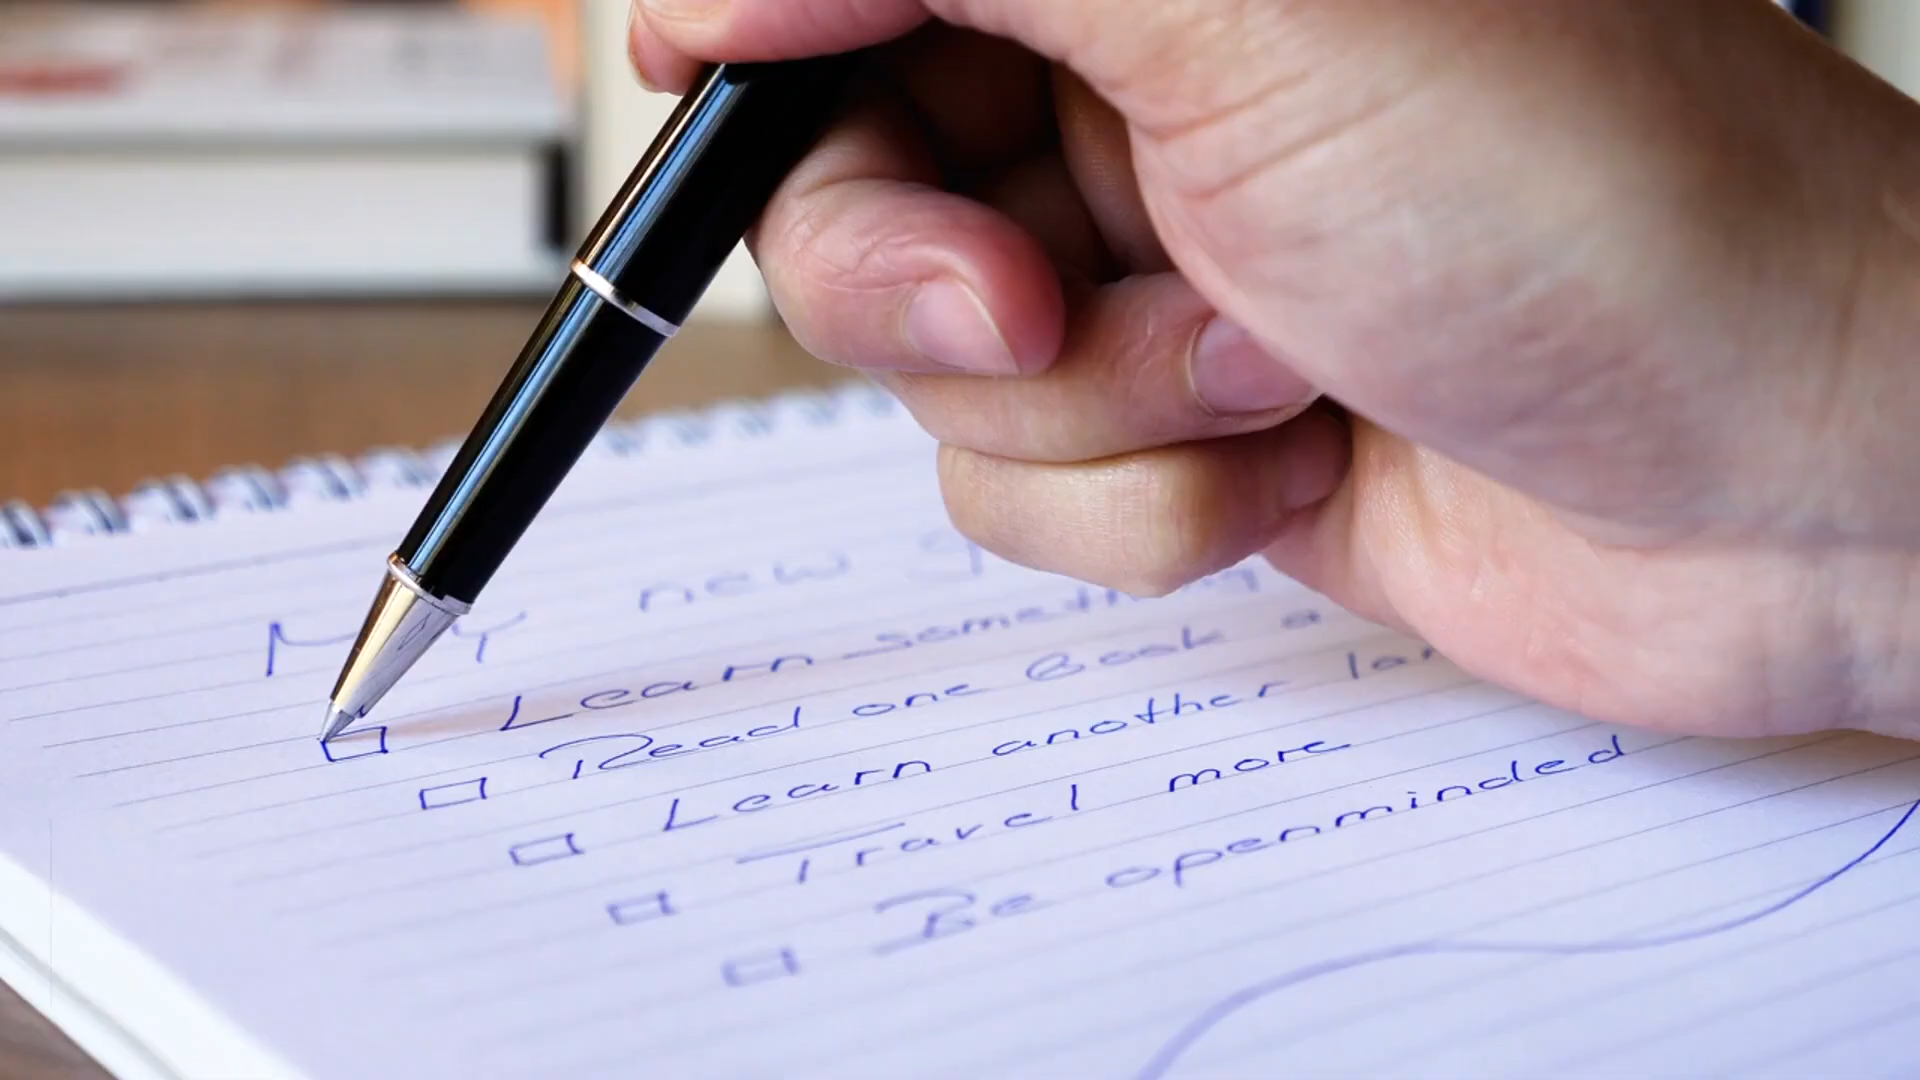 My new
Learn something
Read one Book a
Learn another
Travel more
Be openminded